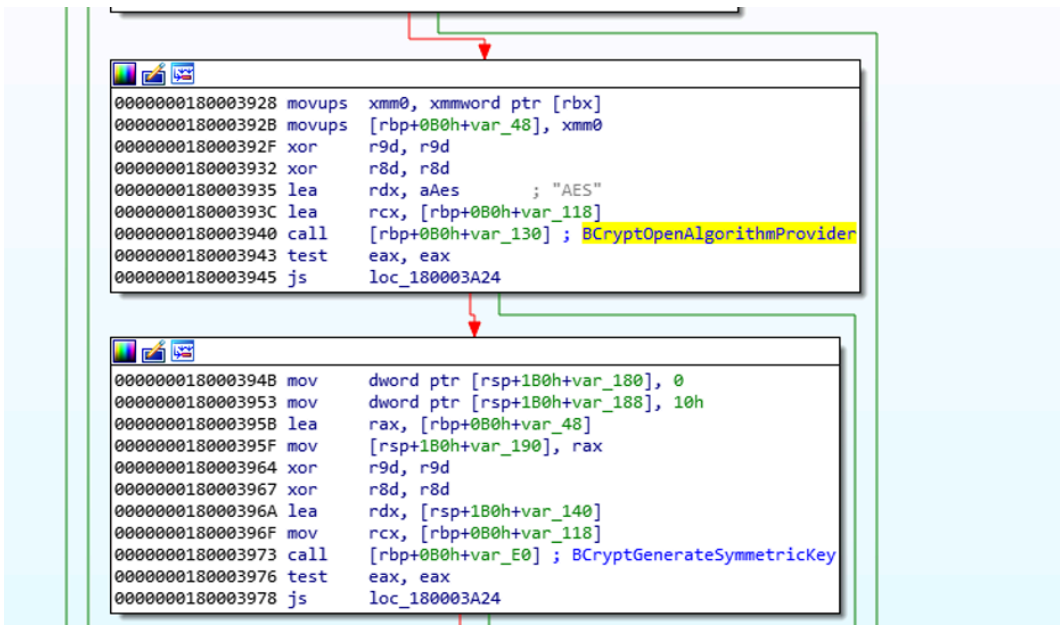 0000000180003928 movups xmm0, xmmword ptr [rbx]
000000018000392B movups [rbp+0B0h+var_48], xmm0
000000018000392F xor r9d, r9d
0000000180003932 xor r8d, r8d
0000000180003935 lea rdx, aAes ; "AES"
000000018000393C lea rcx, [rbp+0B0h+var_118]
0000000180003940 call [rbp+0B0h+var_130] ; BCryptOpenAlgorithmProvider
0000000180003943 test eax, eax
0000000180003945 js loc_180003A24
000000018000394B mov dword ptr [rsp+1B0h+var_180], 0
0000000180003953 mov dword ptr [rsp+1B0h+var_188], 10h
000000018000395B lea rax, [rbp+0B0h+var_48]
000000018000395F mov [rsp+1B0h+var_190], rax
0000000180003964 xor r9d, r9d
0000000180003967 xor r8d, r8d
000000018000396A lea rdx, [rsp+1B0h+var_140]
000000018000396F mov rcx, [rbp+0B0h+var_118]
0000000180003973 call [rbp+0B0h+var_E0] ; BCryptGenerateSymmetricKey
0000000180003976 test eax, eax
0000000180003978 js loc_180003A24